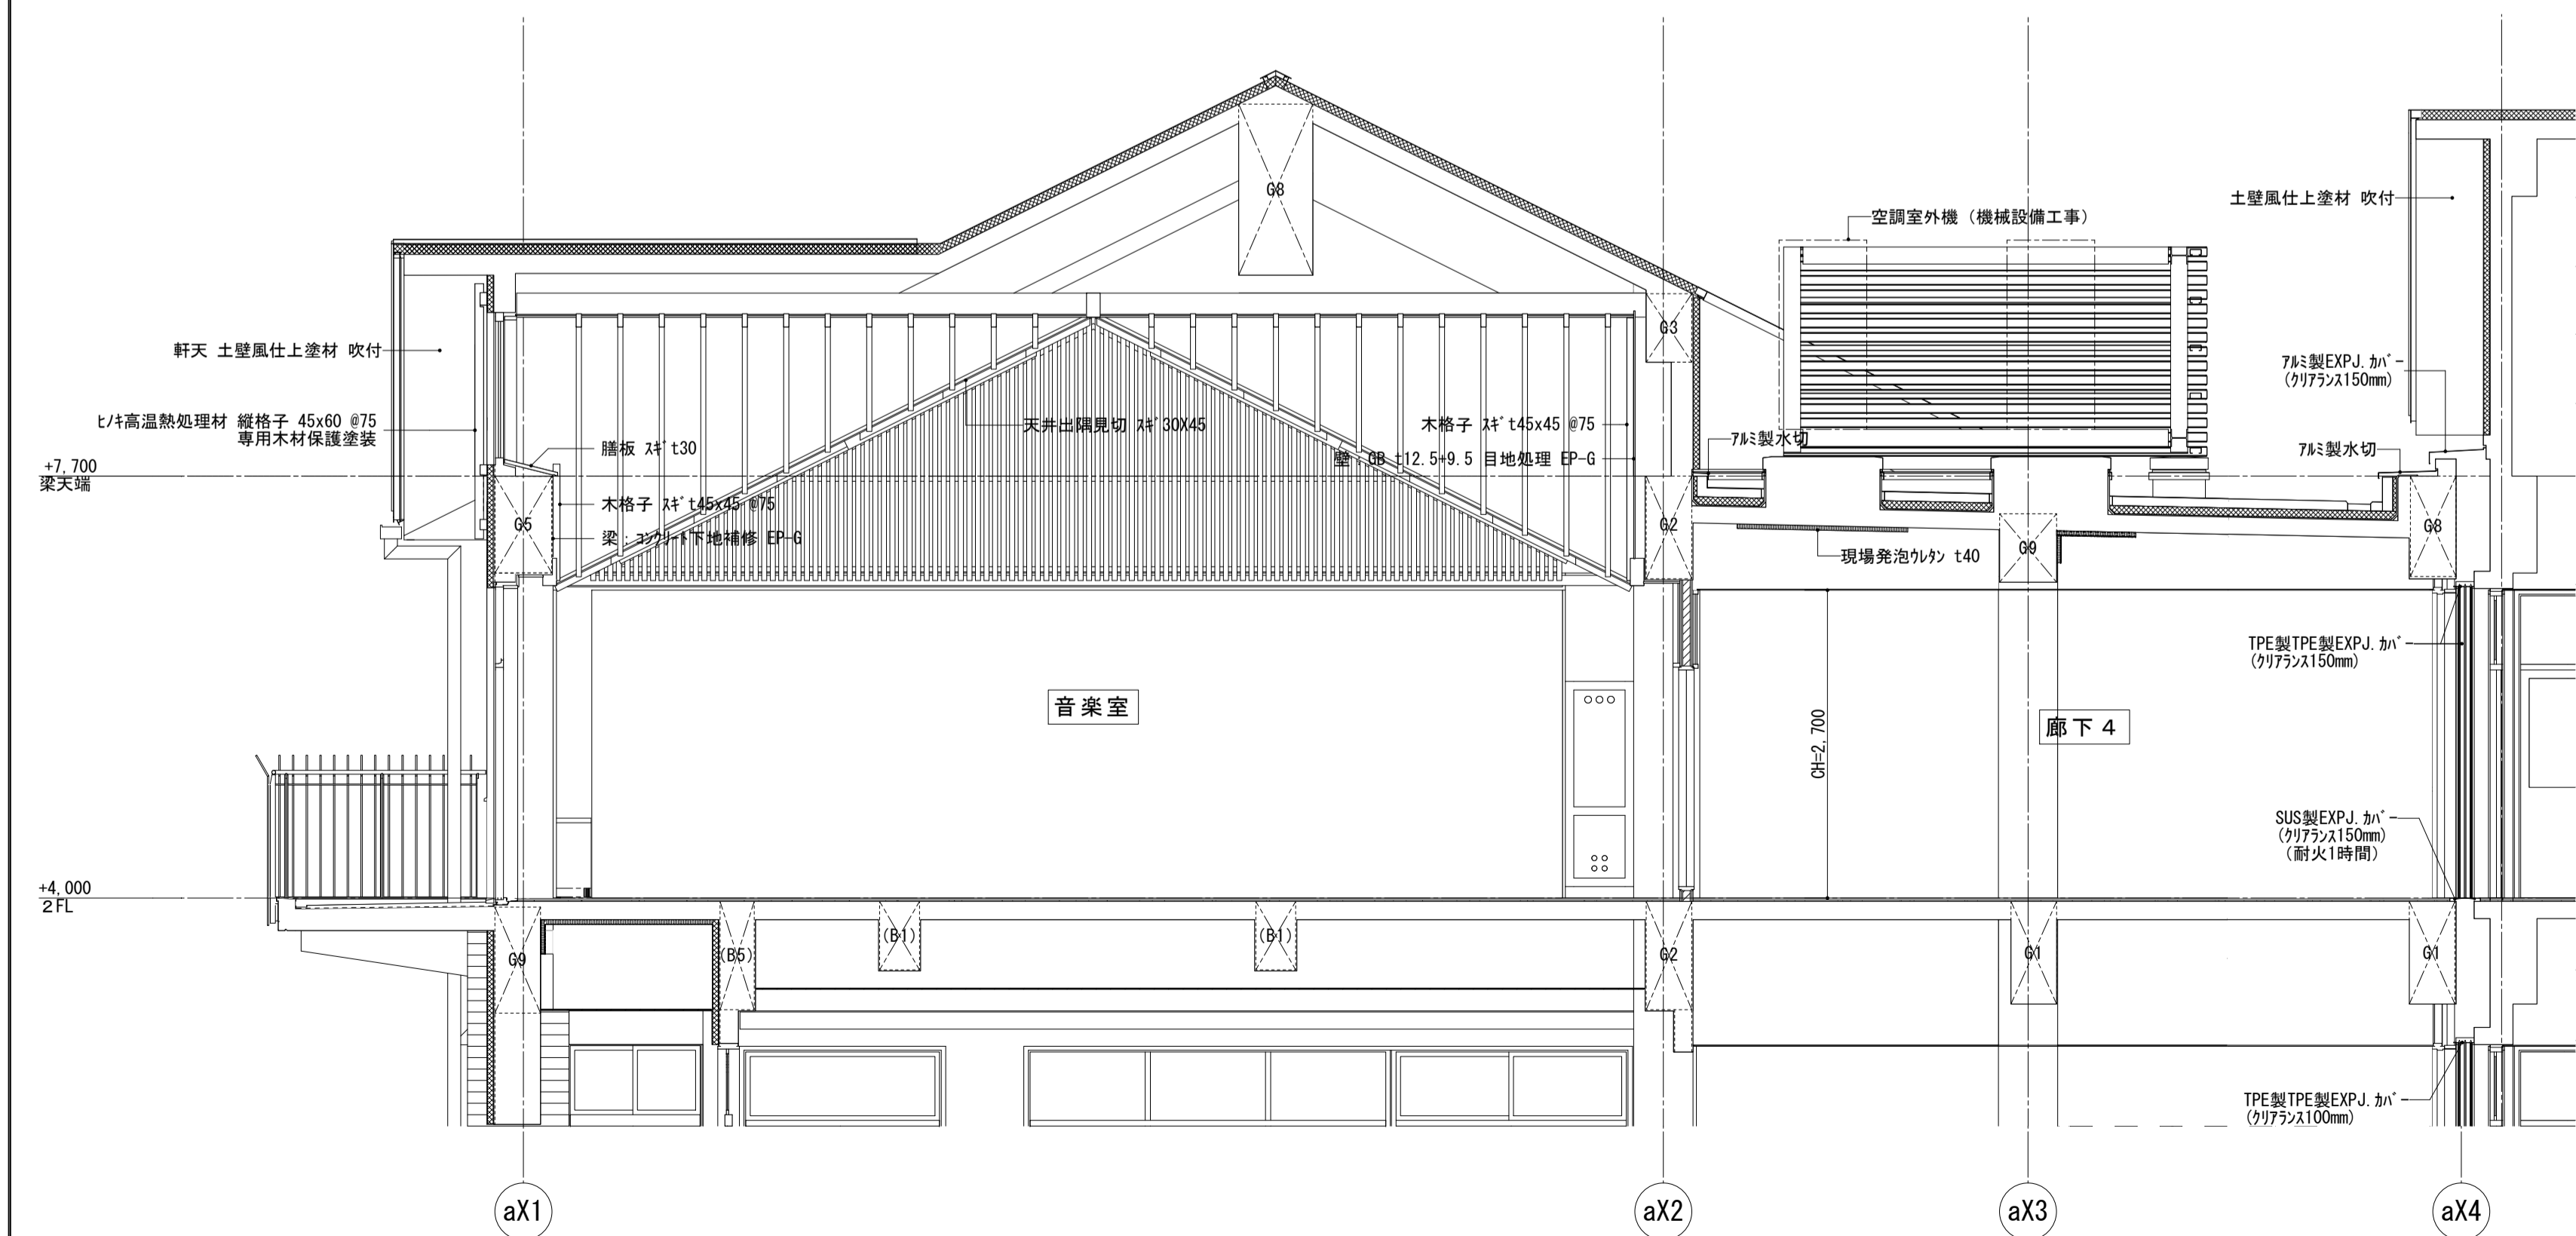 G8
土壁風仕上塗材 吹付
空調室外機(機械設備工事)
G3
軒天 土壁風仕上塗材 吹付
アルミ製EXPJ.カバー
(クリアランス150mm)
ヒノキ高温熱処理材 縦格子 45x60 @75
専用木材保護塗装
天井出隅見切 スギ30X45
木格子 スギt45x45 @75
アルミ製水切
膳板 スギt30
壁:GB t12.5+9.5 目地処理 EP-G
アルミ製水切
+7,700
梁天端
木格子 スギt45x45 @75
G5
G2
G8
梁:コンクリート下地補修 EP-G
G9
現場発泡ウレタン t40
TPE製TPE製EXPJ.カバー
(クリアランス150mm)
音楽室
CH=2,700
廊下4
SUS製EXPJ.カバー
(クリアランス150mm)
(耐火1時間)
+4,000
2FL
(B1)
(B1)
G9
(B5)
G2
G1
G1
TPE製TPE製EXPJ.カバー
(クリアランス100mm)
aX1
aX2
aX3
aX4